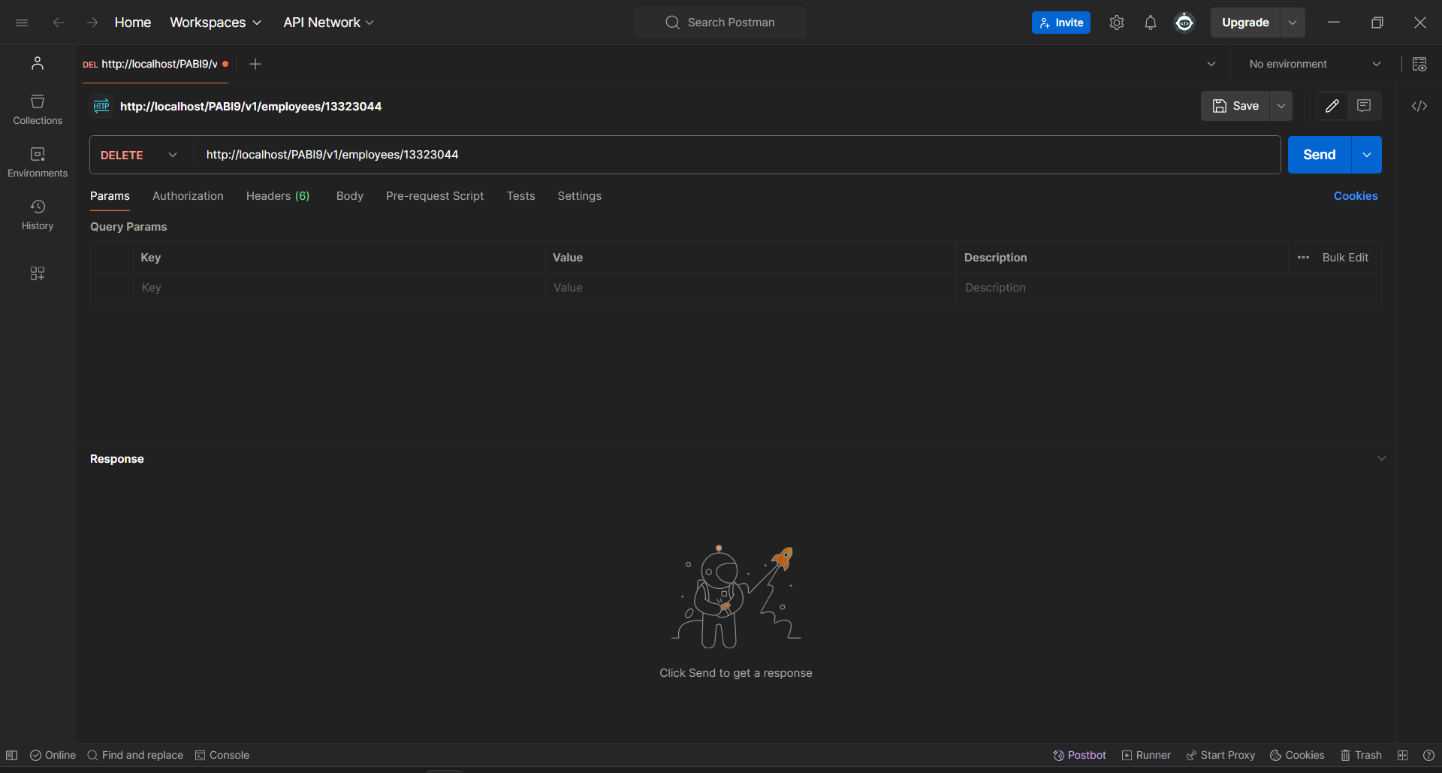 Home Workspaces API Network Search Postman Invite Upgrade
DEL http://localhost/PABI9/v No environment
HTTP http://localhost/PABI9/v1/employees/13323044 Save
Collections
DELETE http://localhost/PABI9/v1/employees/13323044 Send
Environments
Params Authorization Headers (6) Body Pre-request Script Tests Settings Cookies
History
Query Params
Key Value Description Bulk Edit
Key Value Description
Response
Click Send to get a response
Online Find and replace Console Postbot Runner Start Proxy Cookies Trash